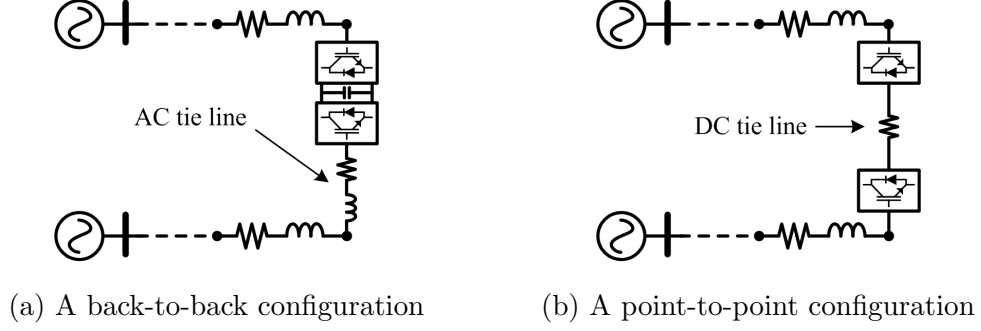 AC tie line
DC tie line
(a) A back-to-back configuration
(b) A point-to-point configuration